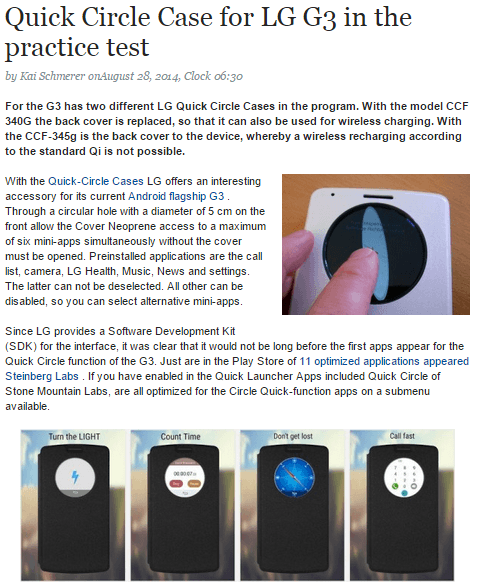 Quick Circle Case for LG G3 in the
practice test
by Kai Schmerer onAugust 28, 2014, Clock 06:30
For the G3 has two different LG Quick Circle Cases in the program. With the model CCF
340G the back cover is replaced, so that it can also be used for wireless charging. With
the CCF-345g is the back cover to the device, whereby a wireless recharging according
to the standard Qi is not possible.
With the Quick-Circle Cases LG offers an interesting
accessory for its current Android flagship G3 .
Through a circular hole with a diameter of 5 cm on the
front allow the Cover Neoprene access to a maximum
of six mini-apps simultaneously without the cover
must be opened. Preinstalled applications are the call
list, camera, LG Health, Music, News and settings.
The latter can not be deselected. All other can be
disabled, so you can select alternative mini-apps.
Since LG provides a Software Development Kit
(SDK) for the interface, it was clear that it would not be long before the first apps appear for the
Quick Circle function of the G3. Just are in the Play Store of 11 optimized applications appeared
Steinberg Labs . If you have enabled in the Quick Launcher Apps included Quick Circle of
Stone Mountain Labs, are all optimized for the Circle Quick-function apps on a submenu
available.
Turn the LIGHT
Count Time
Don't get lost
Call fast